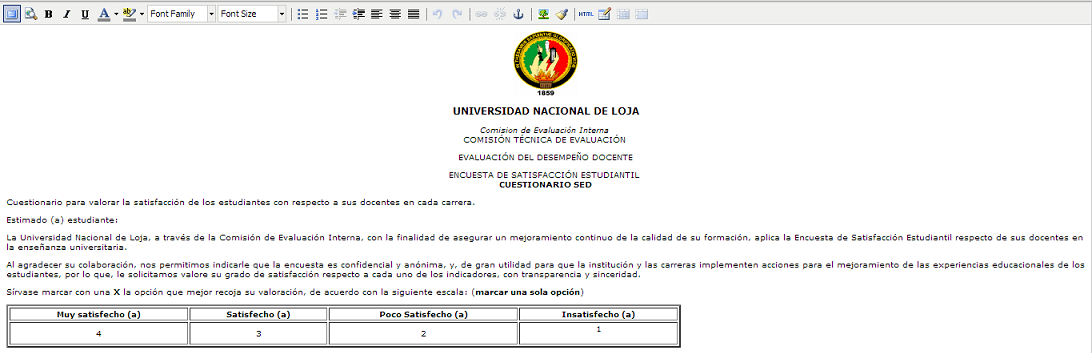 B I U A ab Font Family Font Size HTML
1859
UNIVERSIDAD NACIONAL DE LOJA
Comision de Evaluación Interna
COMISIÓN TÉCNICA DE EVALUACIÓN
EVALUACIÓN DEL DESEMPEÑO DOCENTE
ENCUESTA DE SATISFACCIÓN ESTUDIANTIL
CUESTIONARIO SED
Cuestionario para valorar la satisfacción de los estudiantes con respecto a sus docentes en cada carrera.
Estimado (a) estudiante:
La Universidad Nacional de Loja, a través de la Comisión de Evaluación Interna, con la finalidad de asegurar un mejoramiento continuo de la calidad de su formación, aplica la Encuesta de Satisfacción Estudiantil respecto de sus docentes en
la enseñanza universitaria.
Al agradecer su colaboración, nos permitimos indicarle que la encuesta es confidencial y anónima, y, de gran utilidad para que la institución y las carreras implementen acciones para el mejoramiento de las experiencias educacionales de los
estudiantes, por lo que, le solicitamos valore su grado de satisfacción respecto a cada uno de los indicadores, con transparencia y sinceridad.
Sírvase marcar con una X la opción que mejor recoja su valoración, de acuerdo con la siguiente escala: (marcar una sola opción)
Muy satisfecho (a) Satisfecho (a) Poco Satisfecho (a) Insatisfecho (a)
4 3 2 1